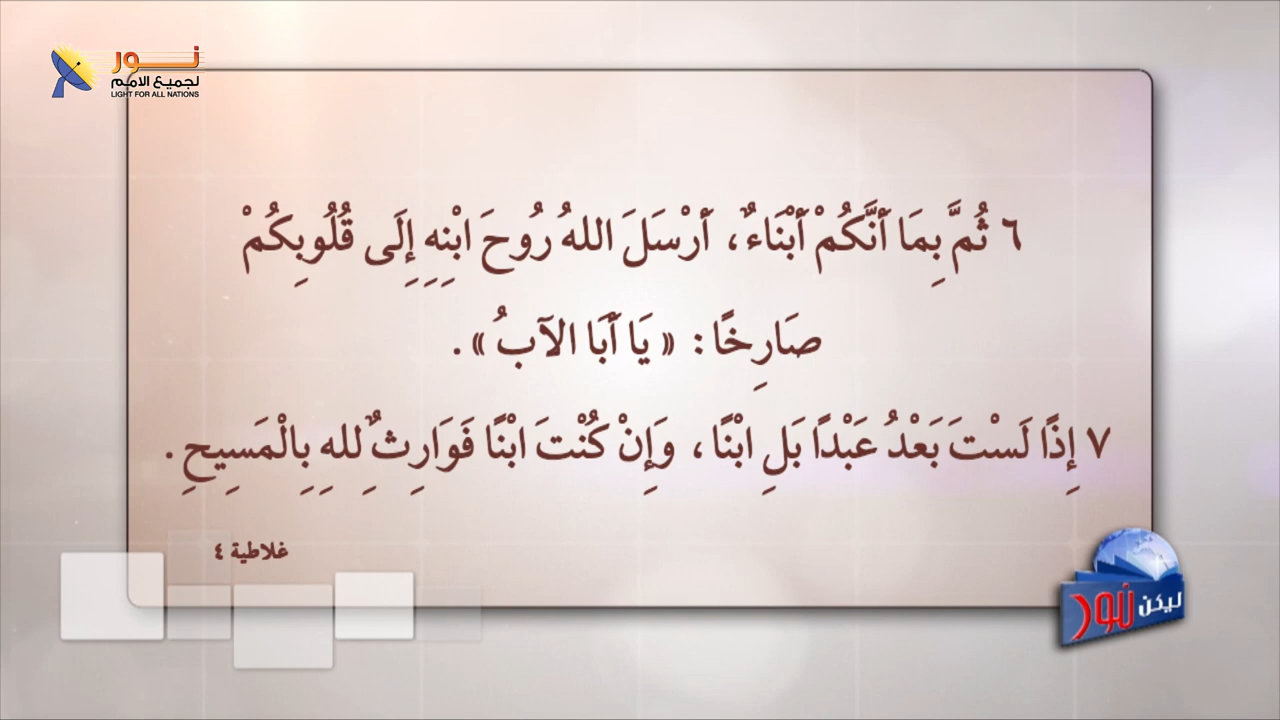 نور
لجميع الامم
LIGHT FOR ALL NATIONS
٦ ثُمَّ بِمَا أَنَّكُمْ أَبْنَاءٌ، أَرْسَلَ اللهُ رُوحَ ابْنِهِ إِلَى قُلُوبِكُمْ
صَارِخًا: «يَا أَبَا الآبُ».
٧ إِذًا لَسْتَ بَعْدُ عَبْدًا بَلِ ابْنًا، وَإِنْ كُنْتَ ابْنًا فَوَارِثٌ لِلهِ بِالْمَسِيحِ.
غلاطية ٤
ليكن نور